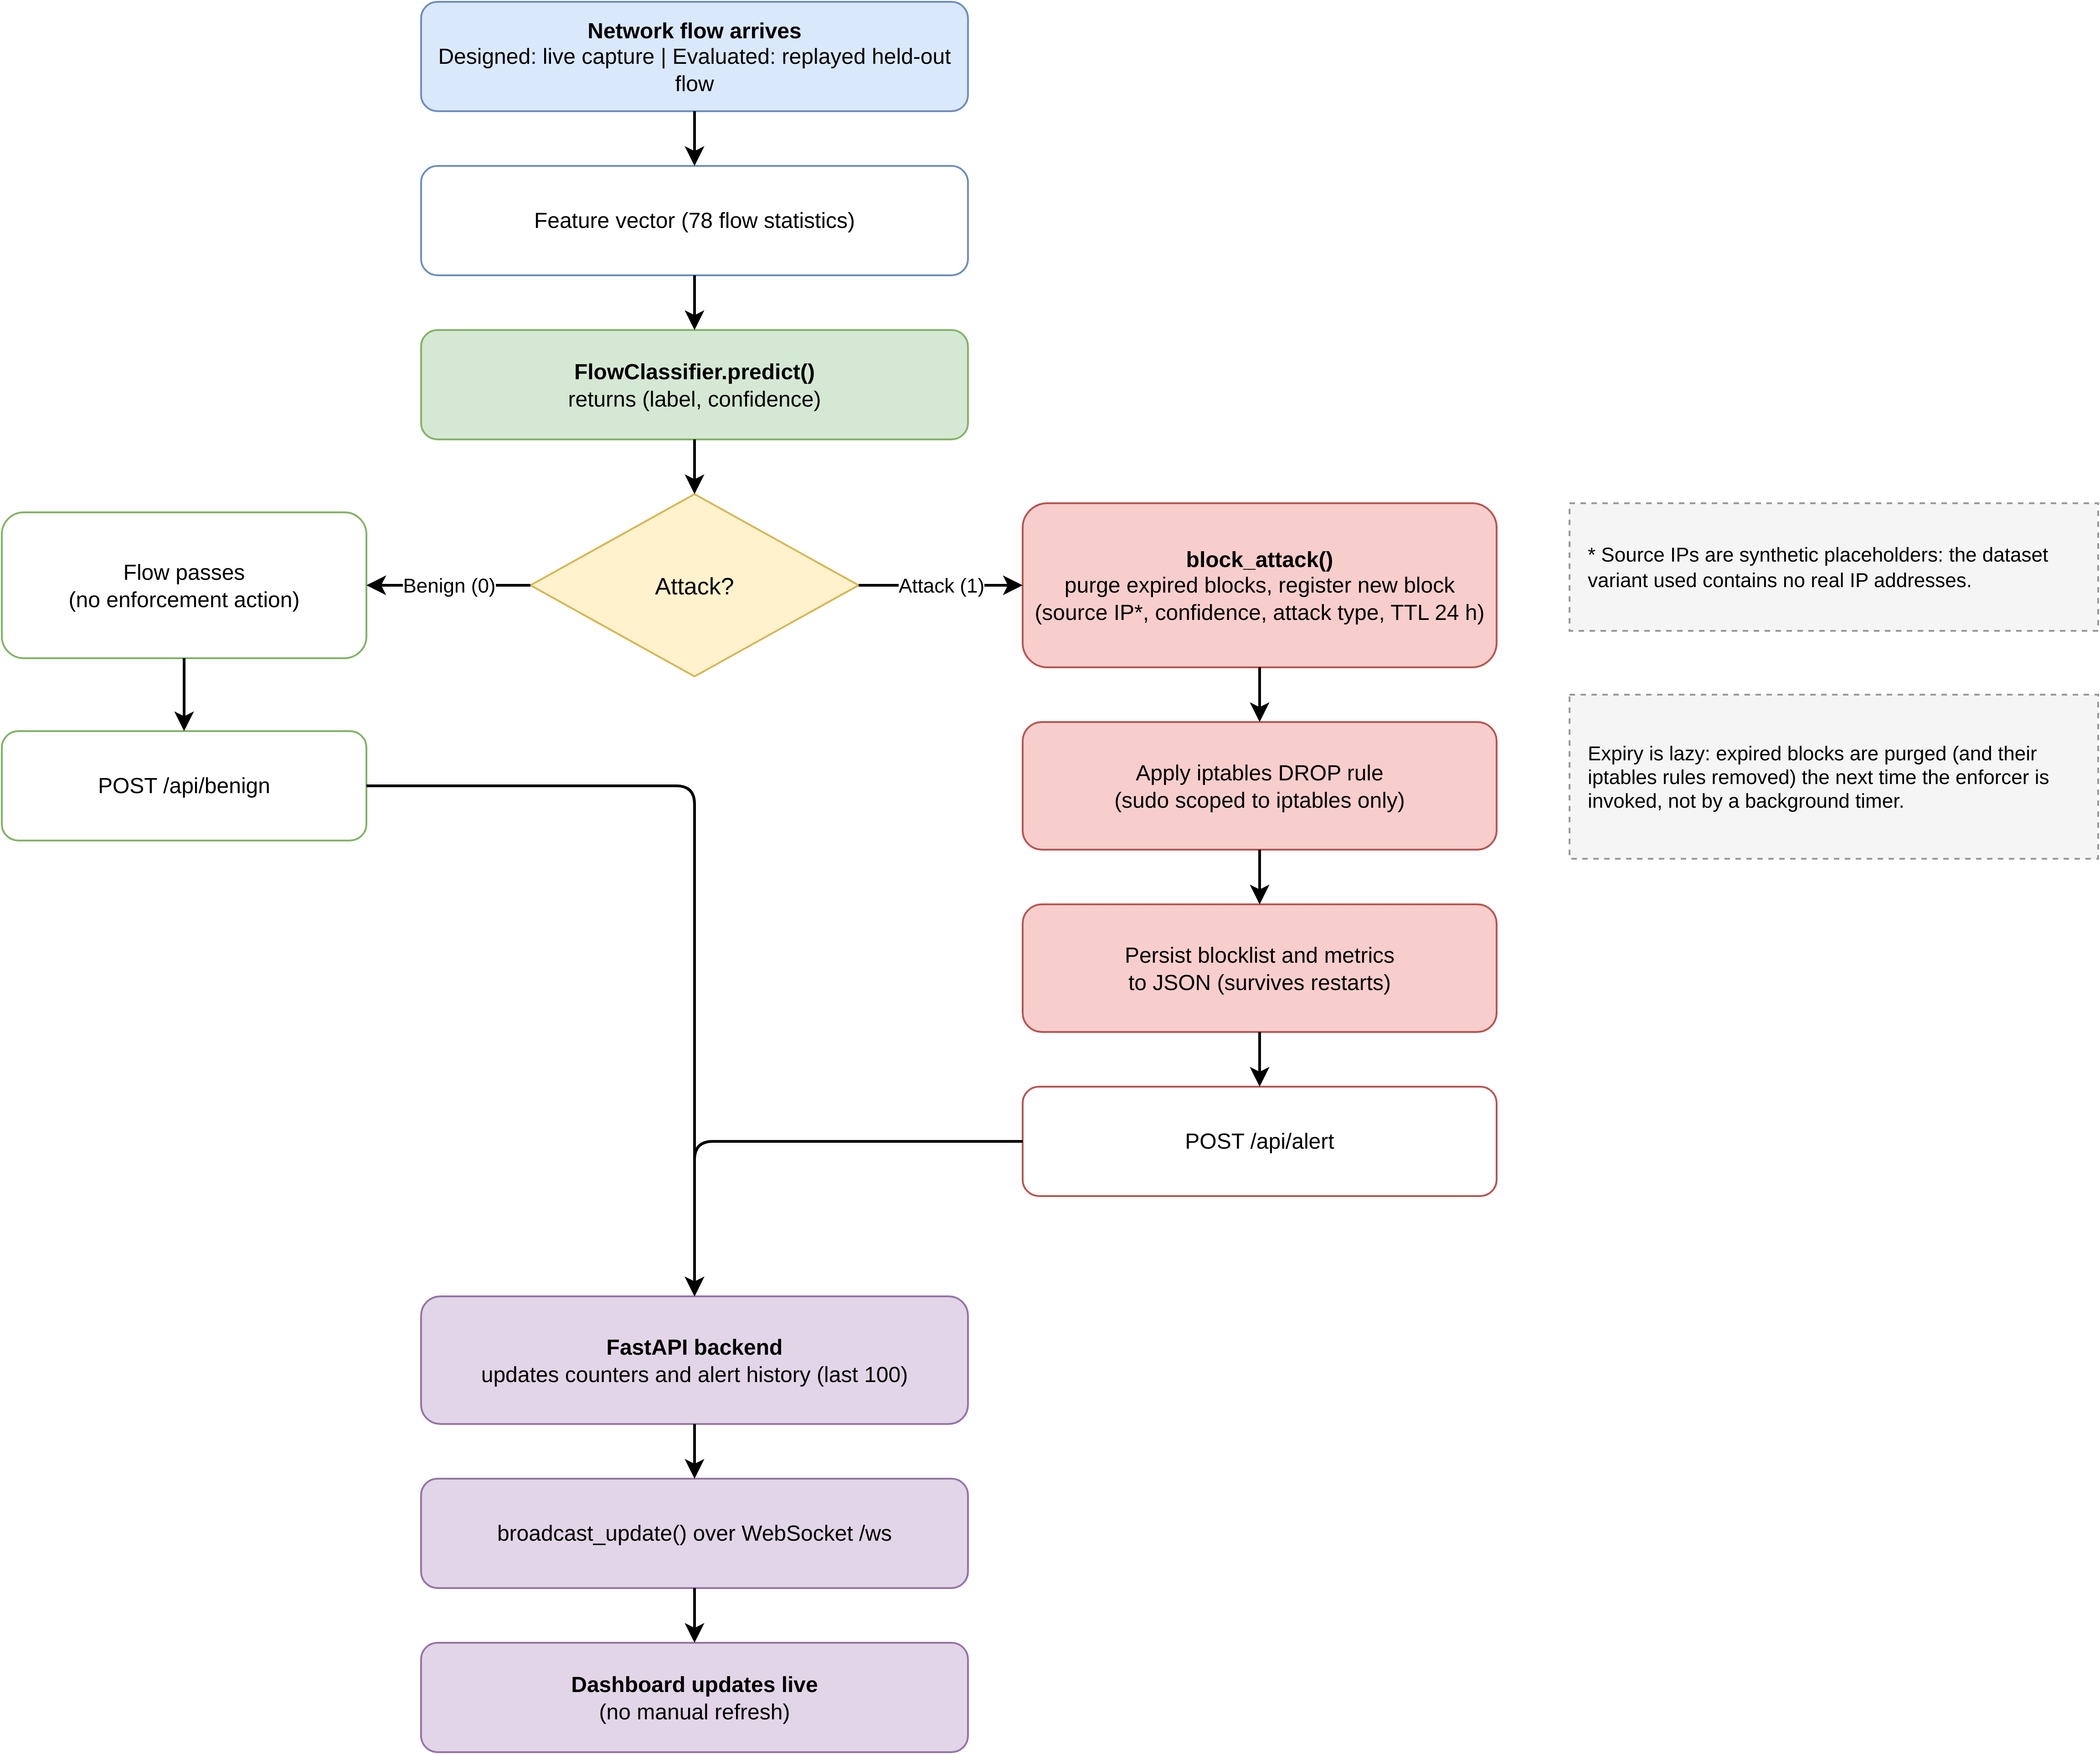 Network flow arrives
Designed: live capture | Evaluated: replayed held-out
flow
Feature vector (78 flow statistics)
FlowClassifier.predict()
returns (label, confidence)
Attack?
Benign (0)
Attack (1)
Flow passes
(no enforcement action)
POST /api/benign
block_attack()
purge expired blocks, register new block
(source IP*, confidence, attack type, TTL 24 h)
* Source IPs are synthetic placeholders: the dataset
variant used contains no real IP addresses.
Apply iptables DROP rule
(sudo scoped to iptables only)
Expiry is lazy: expired blocks are purged (and their
iptables rules removed) the next time the enforcer is
invoked, not by a background timer.
Persist blocklist and metrics
to JSON (survives restarts)
POST /api/alert
FastAPI backend
updates counters and alert history (last 100)
broadcast_update() over WebSocket /ws
Dashboard updates live
(no manual refresh)